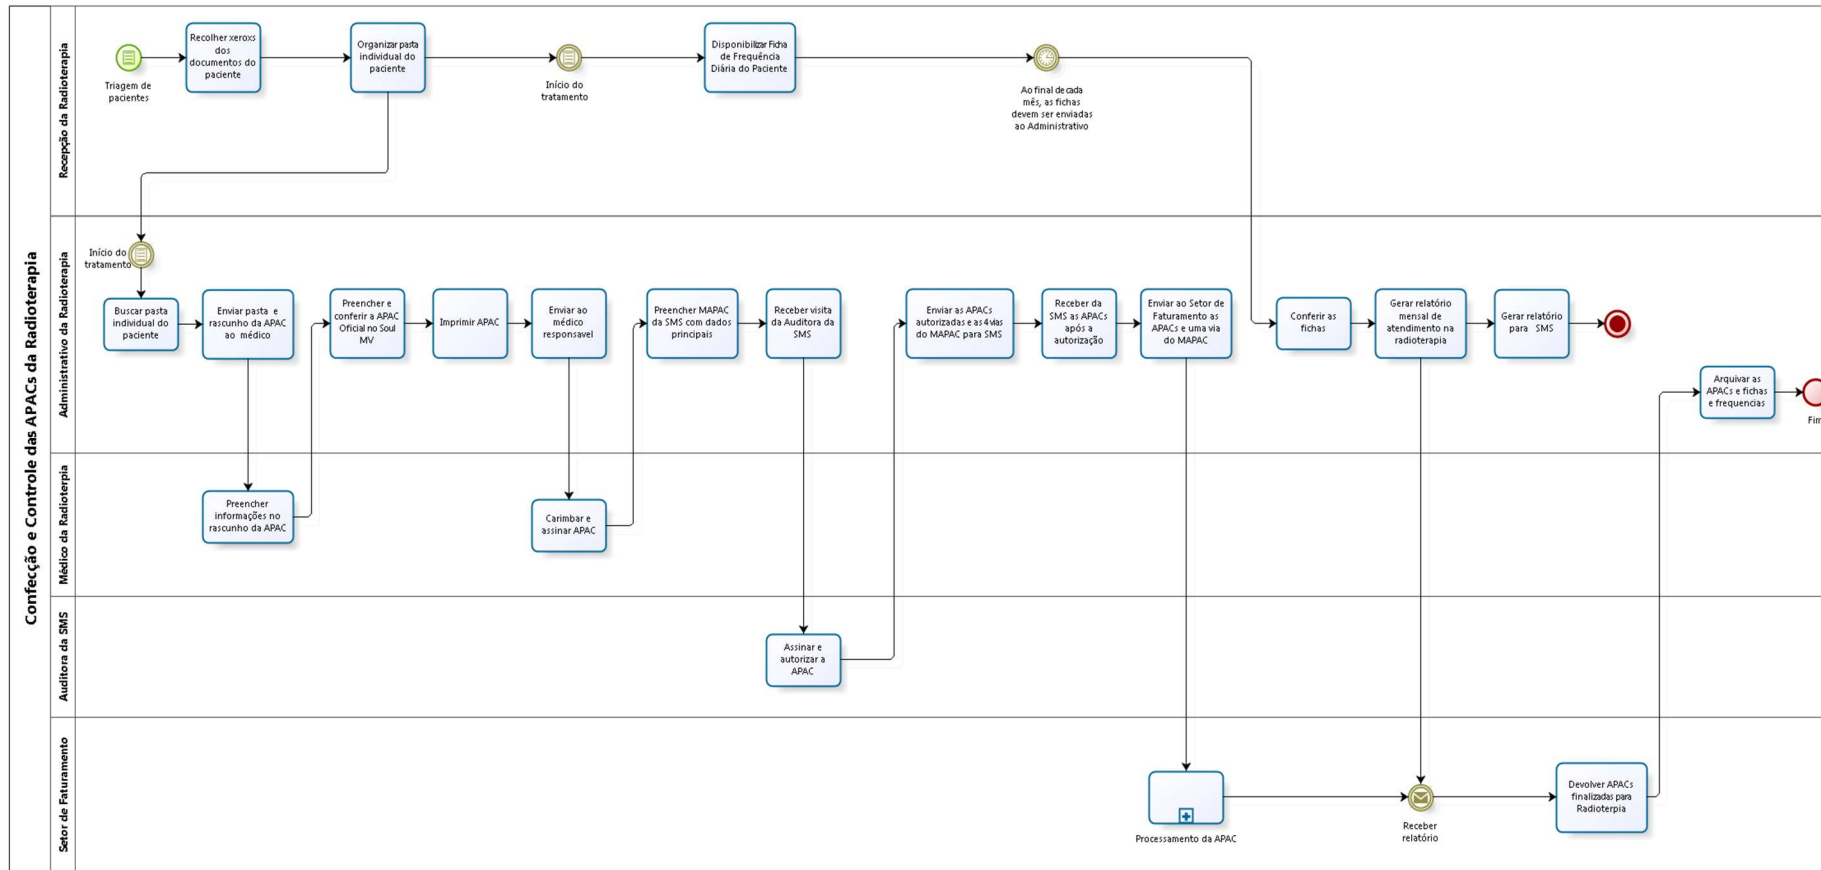 Confecção e Controle das APACs da Radioterapia
Recepção da Radioterapia
Triagem de
pacientes
Recolher xeroxs
dos
documentos do
paciente
Organizar pasta
individual do
paciente
Início do
tratamento
Disponibilizar Ficha
de Frequência
Diária do Paciente
Ao final de cada
mês, as fichas
devem ser enviadas
ao Administrativo
Administrativo da Radioterapia
Início do
tratamento
Buscar pasta
individual do
paciente
Enviar pasta e
rascunho da APAC
ao médico
Preencher e
conferir a APAC
Oficial no Soul
MV
Imprimir APAC
Enviar ao
médico
responsavel
Preencher MAPAC
da SMS com dados
principais
Receber visita
da Auditora da
SMS
Enviar as APACs
autorizadas e as 4 vias
do MAPAC para SMS
Receber da
SMS as APACs
após a
autorização
Enviar ao Setor de
Faturamento as
APACs e uma via
do MAPAC
Conferir as
fichas
Gerar relatório
mensal de
atendimento na
radioterapia
Gerar relatório
para SMS
Arquivar as
APACs e fichas
e frequencias
Fim
Médico da Radioterpia
Preencher
informações no
rascunho da APAC
Carimbar e
assinar APAC
Auditora da SMS
Assinar e
autorizar a
APAC
Setor de Faturamento
Processamento da APAC
Receber
relatório
Devolver APACs
finalizadas para
Radioterpia